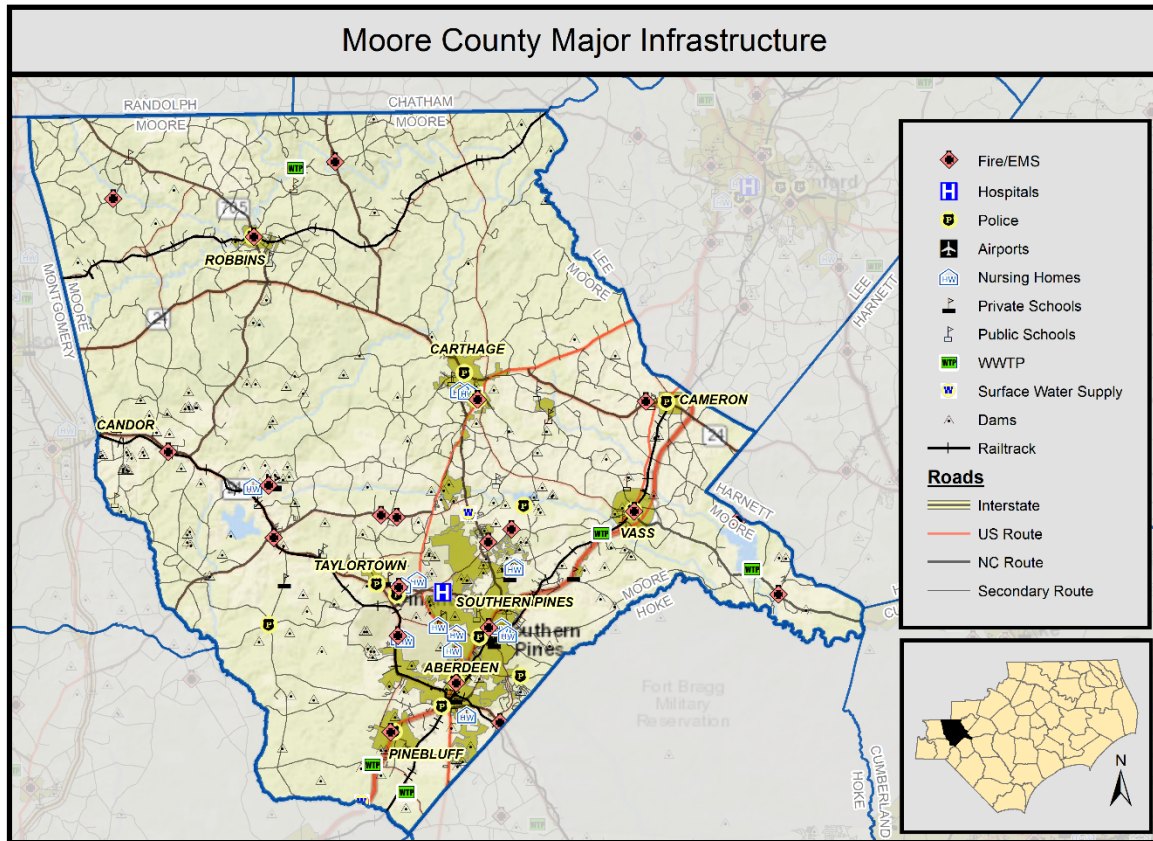 Moore County Major Infrastructure
RANDOLPH
MOORE
CHATHAM
MOORE
705
ROBBINS
MONTGOMERY
MOORE
24
LEE
MOORE
LEE
HARNETT
CARTHAGE
CAMERON
24
CANDOR
HARNETT
MOORE
VASS
TAYLORTOWN
SOUTHERN PINES
Pines
MOORE
HOKE
ABERDEEN
Fort Bragg
Military
Reservation
PINEBLUFF
CUMBERLAND
HOKE
Fire/EMS
H Hospitals
P Police
Airports
HW Nursing Homes
Private Schools
Public Schools
WTP WWTP
W Surface Water Supply
Dams
Railtrack
Roads
Interstate
US Route
NC Route
Secondary Route
N